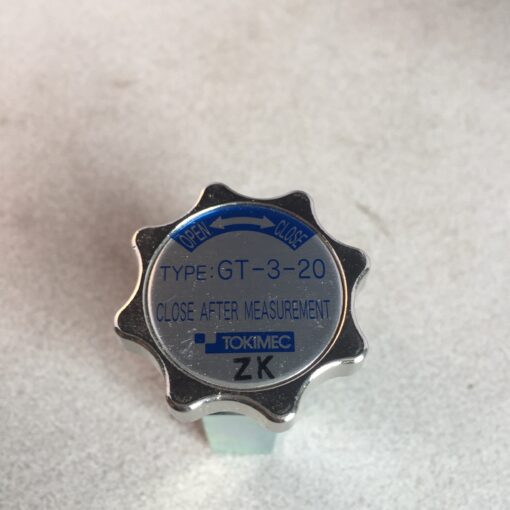 OPEN CLOSE
TYPE:GT-3-20
CLOSE AFTER MEASUREMENT
TOKIMEC
ZK